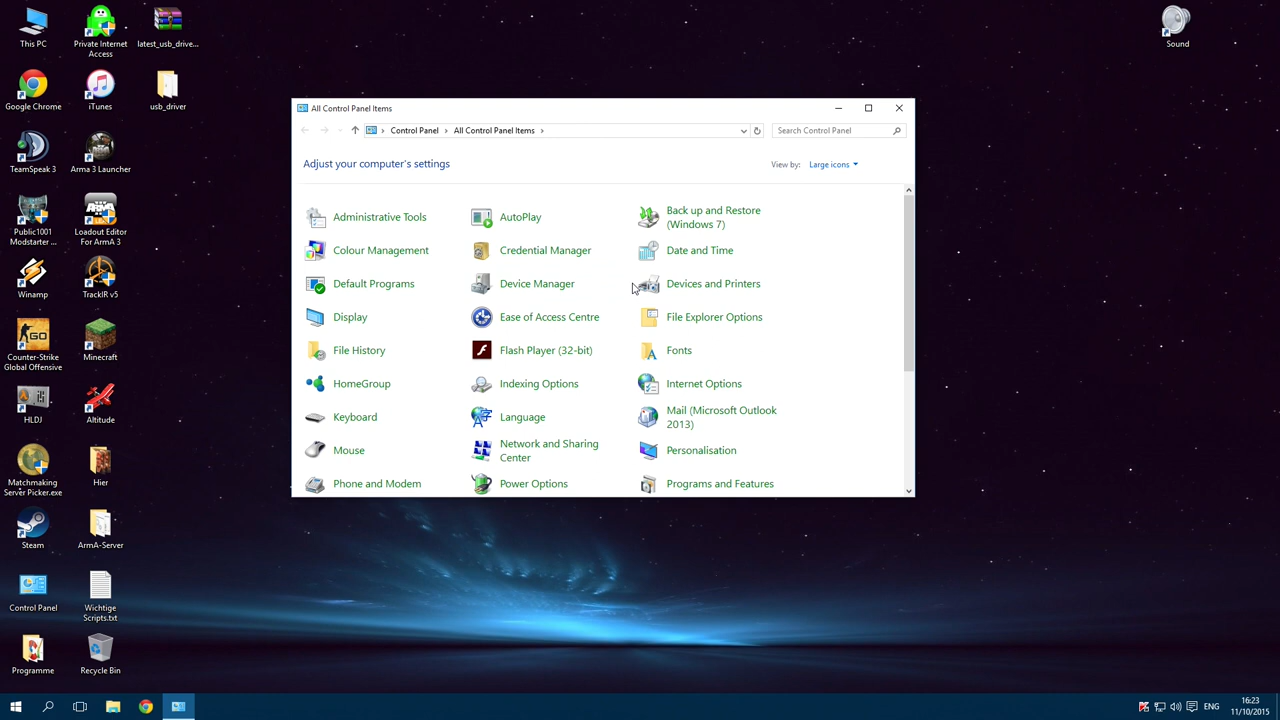 This PC
Private Internet
Access
latest_usb_drive...
Sound
Google Chrome
iTunes
usb_driver
TeamSpeak 3
Arma 3 Launcher
Public1001
Modstarter ...
Loadout Editor
For ArmA 3
Winamp
TrackIR v5
Counter-Strike
Global Offensive
Minecraft
HLDJ
Altitude
Matchmaking
Server Picker.exe
Hier
Steam
ArmA-Server
Control Panel
Wichtige
Scripts.txt
Programme
Recycle Bin
All Control Panel Items
Control Panel
All Control Panel Items
Search Control Panel
Adjust your computer's settings
View by:
Large icons
Administrative Tools
AutoPlay
Back up and Restore
(Windows 7)
Colour Management
Credential Manager
Date and Time
Default Programs
Device Manager
Devices and Printers
Display
Ease of Access Centre
File Explorer Options
File History
Flash Player (32-bit)
Fonts
HomeGroup
Indexing Options
Internet Options
Keyboard
Language
Mail (Microsoft Outlook
2013)
Mouse
Network and Sharing
Center
Personalisation
Phone and Modem
Power Options
Programs and Features
ENG
16:23
11/10/2015